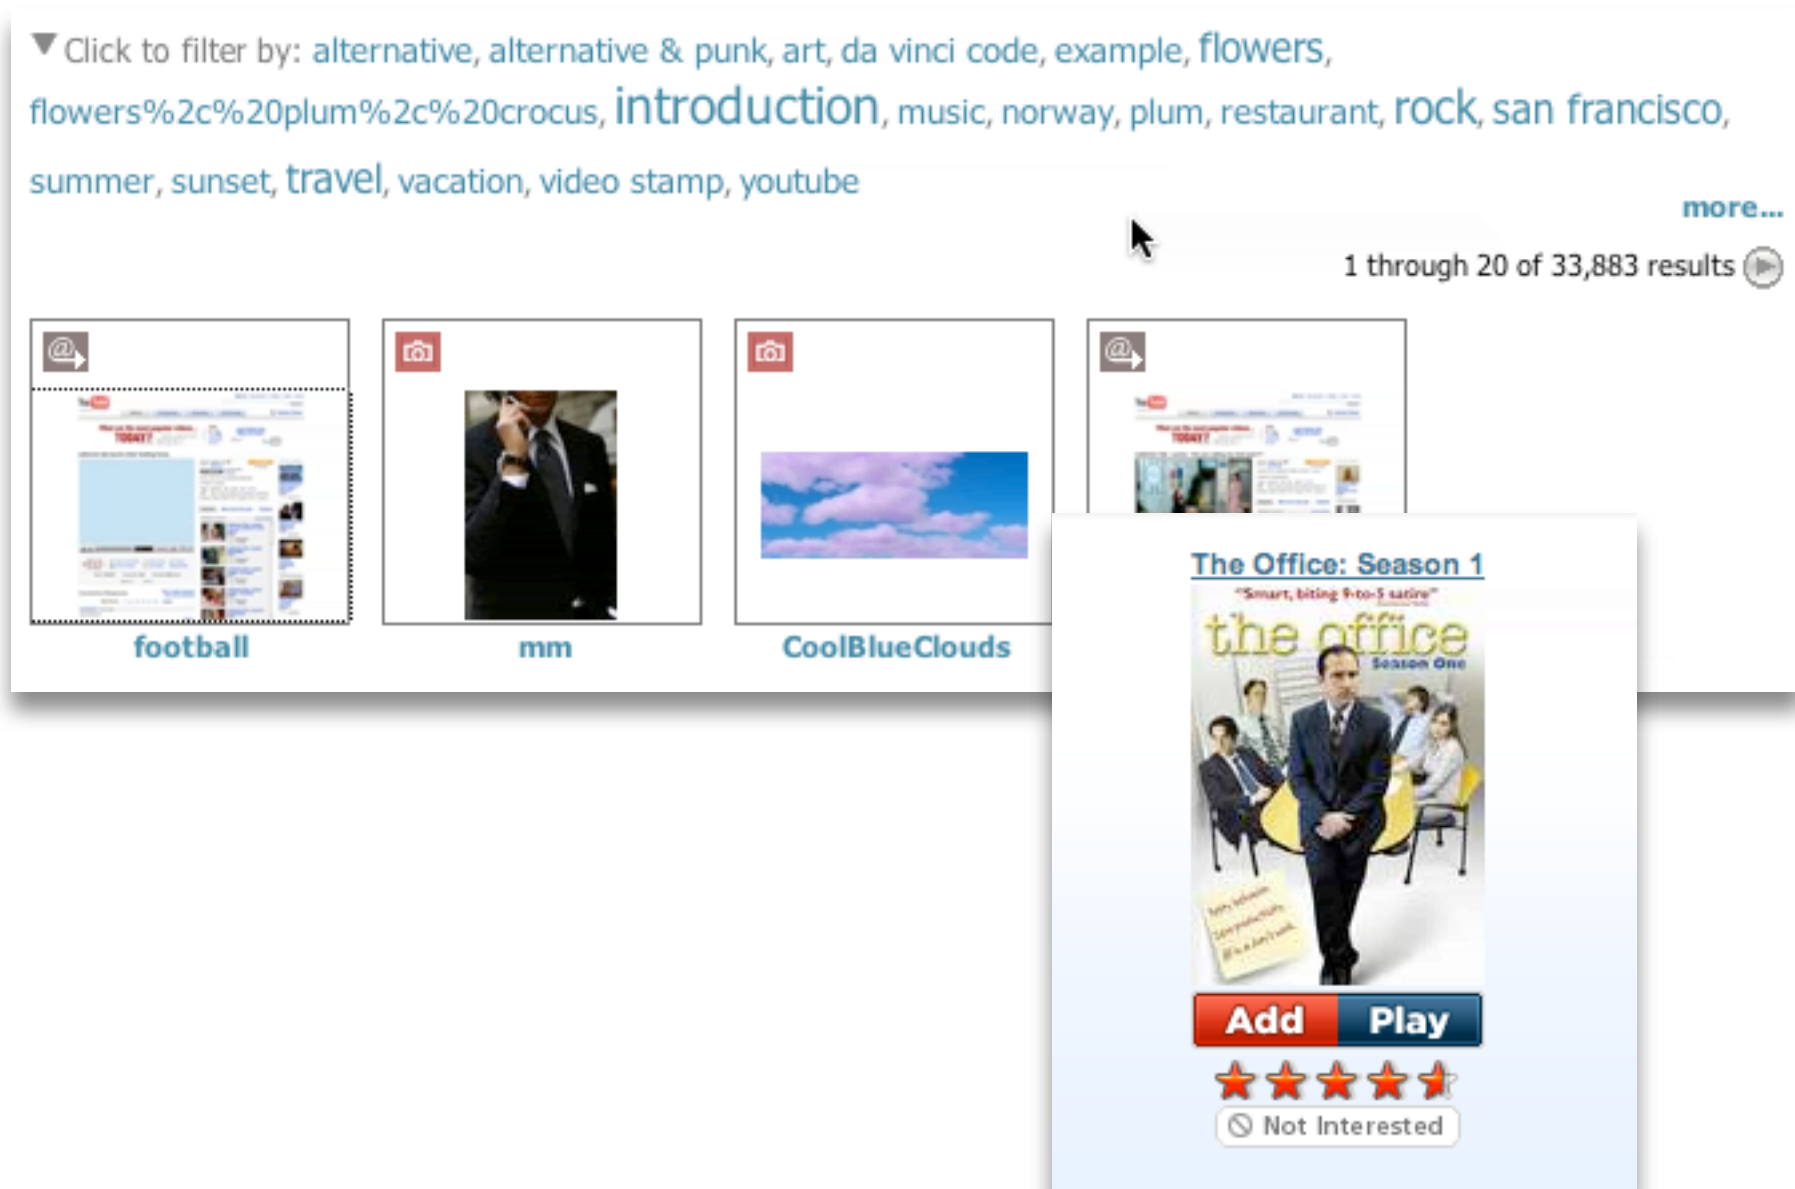 ▼ Click to filter by: alternative, alternative & punk, art, da vinci code, example, flowers,
flowers%2c%20plum%2c%20crocus, introduction, music, norway, plum, restaurant, rock, san francisco,
summer, sunset, travel, vacation, video stamp, youtube
more...
1 through 20 of 33,883 results
@
@
TODAY?
football
mm
CoolBlueClouds
The Office: Season 1
"Smart, biting 9-to-5 satire"
the office
Season One
Add Play
Not Interested